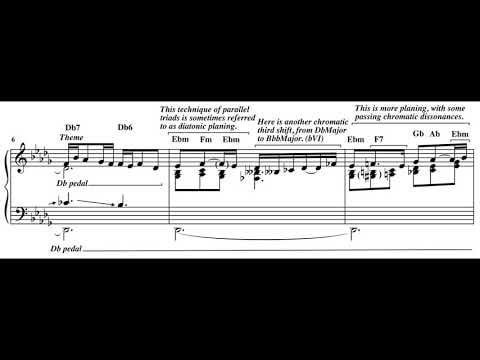 This technique of parallel
triads is sometimes referred
to as diatonic planing.
Here is another chromatic
third shift, from DbMajor
to BbbMajor. (bVI)
This is more planing, with some
passing chromatic dissonances.
Db7 Db6 Ebm Fm Ebm Ebm F7 Gb Ab Ebm
6
Theme
Db pedal
Db pedal